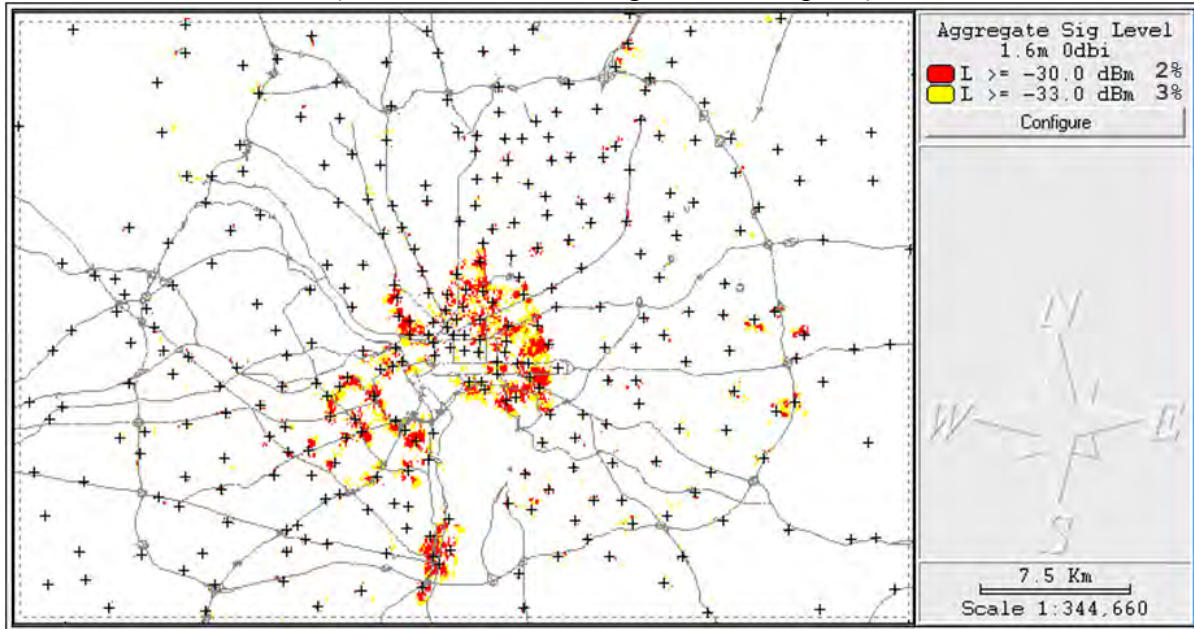 Aggregate Sig Level
1.6m 0dbi
L >= -30.0 dBm 2%
L >= -33.0 dBm 3%
Configure
N
W E
S
7.5 Km
Scale 1:344,660